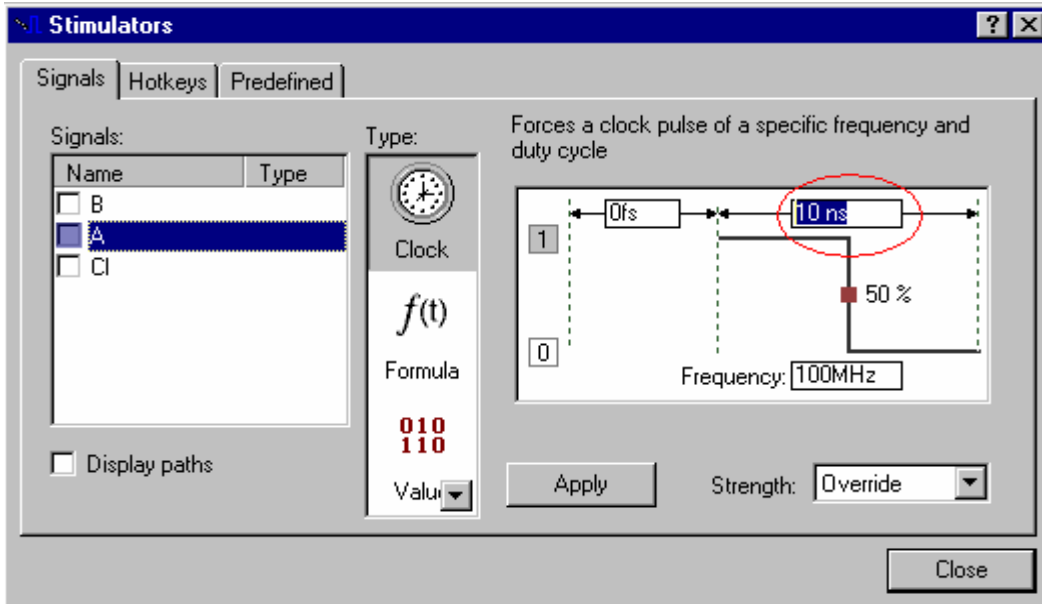 Stimulators
Signals Hotkeys Predefined
Signals:
Name Type
B
A
CI
Display paths
Type:
Clock
f(t)
Formula
010
110
Valu
Forces a clock pulse of a specific frequency and
duty cycle
0fs 10 ns
1
50 %
0
Frequency: 100MHz
Apply Strength: Override
Close